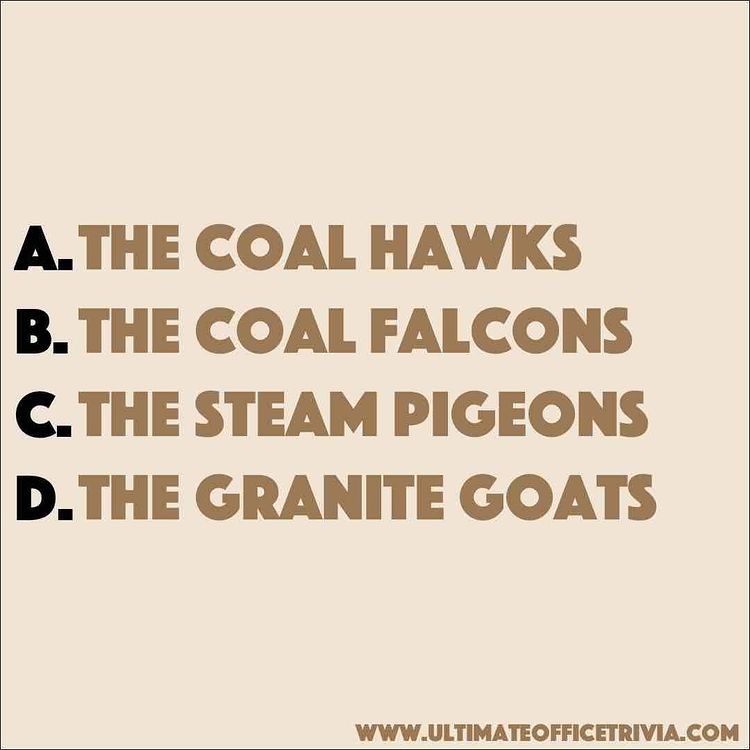 A. THE COAL HAWKS
B. THE COAL FALCONS
C. THE STEAM PIGEONS
D. THE GRANITE GOATS
WWW.ULTIMATEOFFICETRIVIA.COM